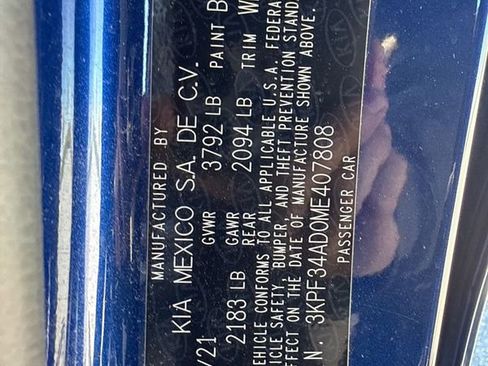 MANUFACTURED BY
KIA MEXICO S.A. DE C.V.
/21 GVWR 3792 LB PAINT B
2183 LB GAWR REAR 2094 LB TRIM W
VEHICLE CONFORMS TO ALL APPLICABLE U.S.A. FEDERA
ICLE SAFETY, BUMPER, AND THEFT PREVENTION STAND
EFFECT ON THE DATE OF MANUFACTURE SHOWN ABOVE.
N. 3KPF34AD0ME407808
PASSENGER CAR